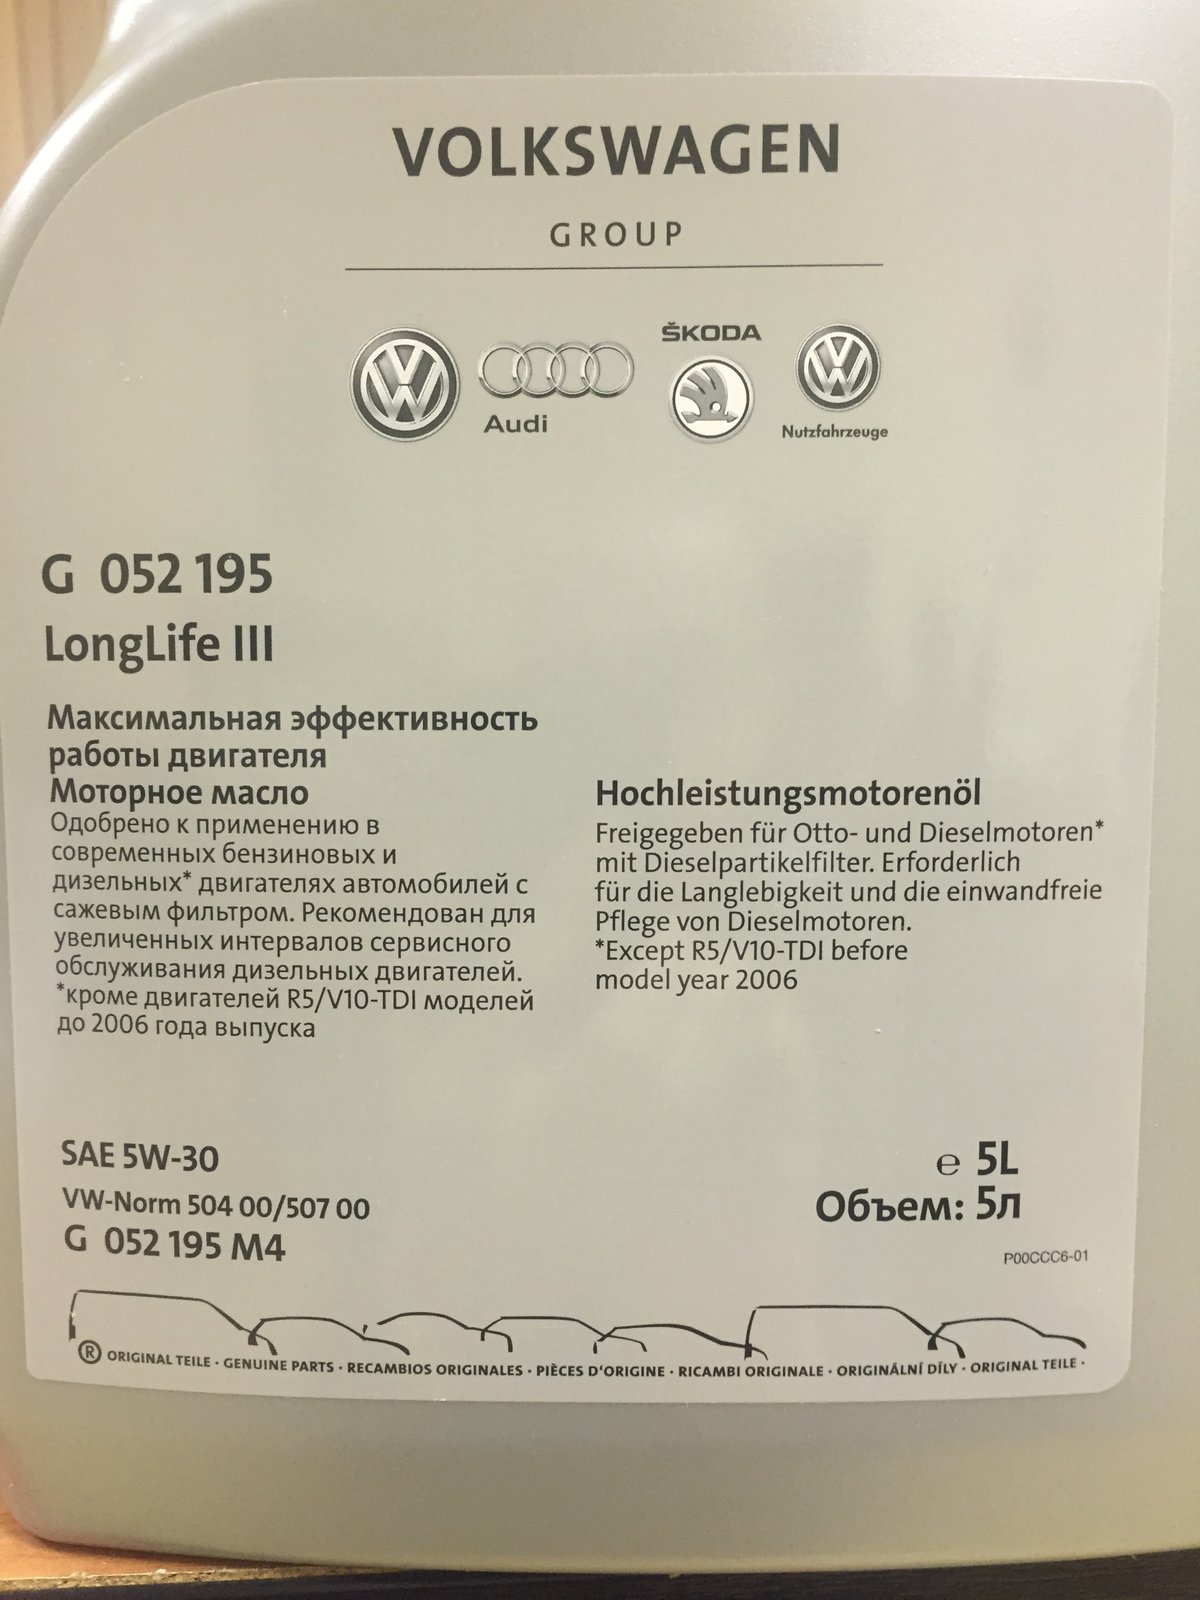 VOLKSWAGEN
GROUP
Audi
ŠKODA
Nutzfahrzeuge
G 052 195
LongLife III
Максимальная эффективность
работы двигателя
Моторное масло
Одобрено к применению в
современных бензиновых и
дизельных* двигателях автомобилей с
сажевым фильтром. Рекомендован для
увеличенных интервалов сервисного
обслуживания дизельных двигателей.
*кроме двигателей R5/V10-TDI моделей
до 2006 года выпуска
Hochleistungsmotorenöl
Freigegeben für Otto- und Dieselmotoren*
mit Dieselpartikelfilter. Erforderlich
für die Langlebigkeit und die einwandfreie
Pflege von Dieselmotoren.
*Except R5/V10-TDI before
model year 2006
SAE 5W-30
VW-Norm 504 00/507 00
G 052 195 M4
e 5L
Объем: 5л
P00CCC6-01
® ORIGINAL TEILE · GENUINE PARTS · RECAMBIOS ORIGINALES · PIÈCES D'ORIGINE · RICAMBI ORIGINALE · ORIGINÁLNÍ DÍLY · ORIGINAL TEILE ·